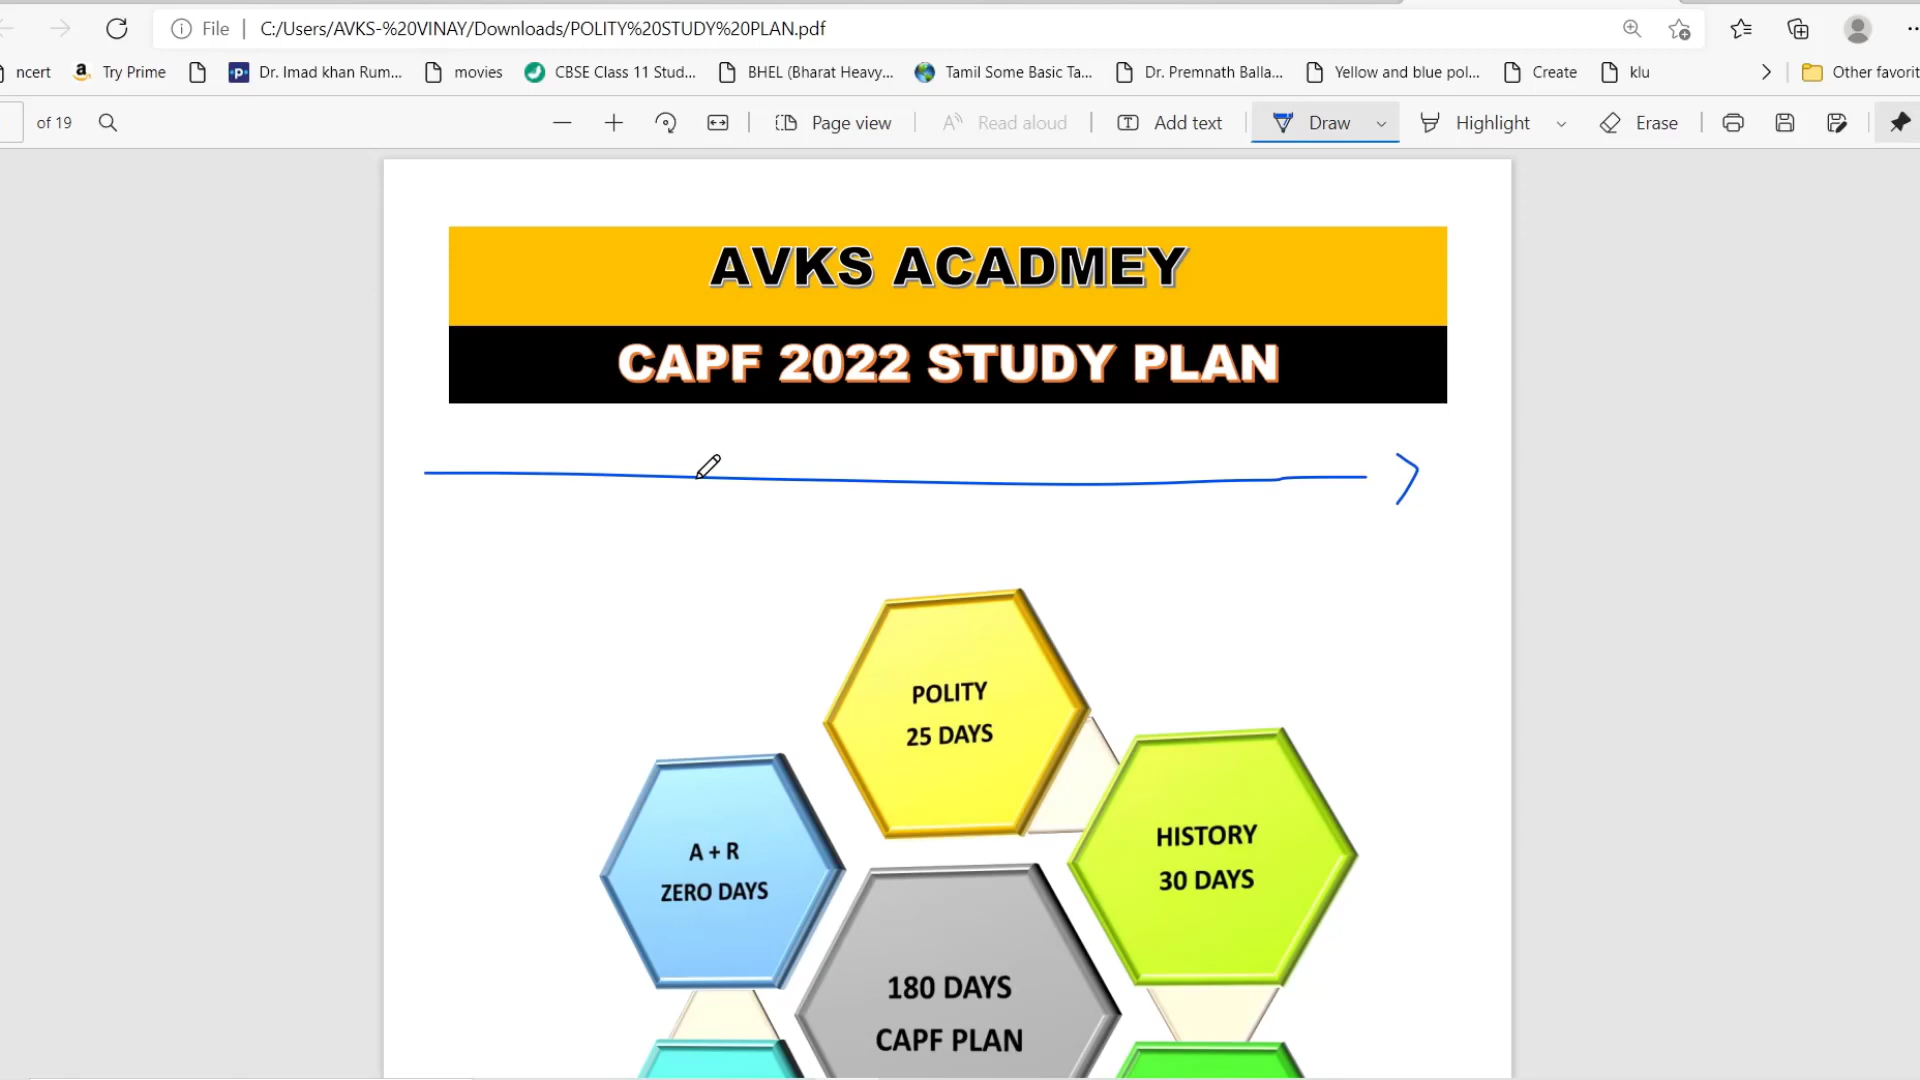 File C:/Users/AVKS-%20VINAY/Downloads/POLITY%20STUDY%20PLAN.pdf
ncert Try Prime Dr. Imad khan Rum... movies CBSE Class 11 Stud... BHEL (Bharat Heavy... Tamil Some Basic Ta... Dr. Premnath Balla... Yellow and blue pol... Create klu Other favorit
of 19 Page view Read aloud Add text Draw Highlight Erase
AVKS ACADMEY
CAPF 2022 STUDY PLAN
POLITY
25 DAYS
A + R
ZERO DAYS
HISTORY
30 DAYS
180 DAYS
CAPF PLAN